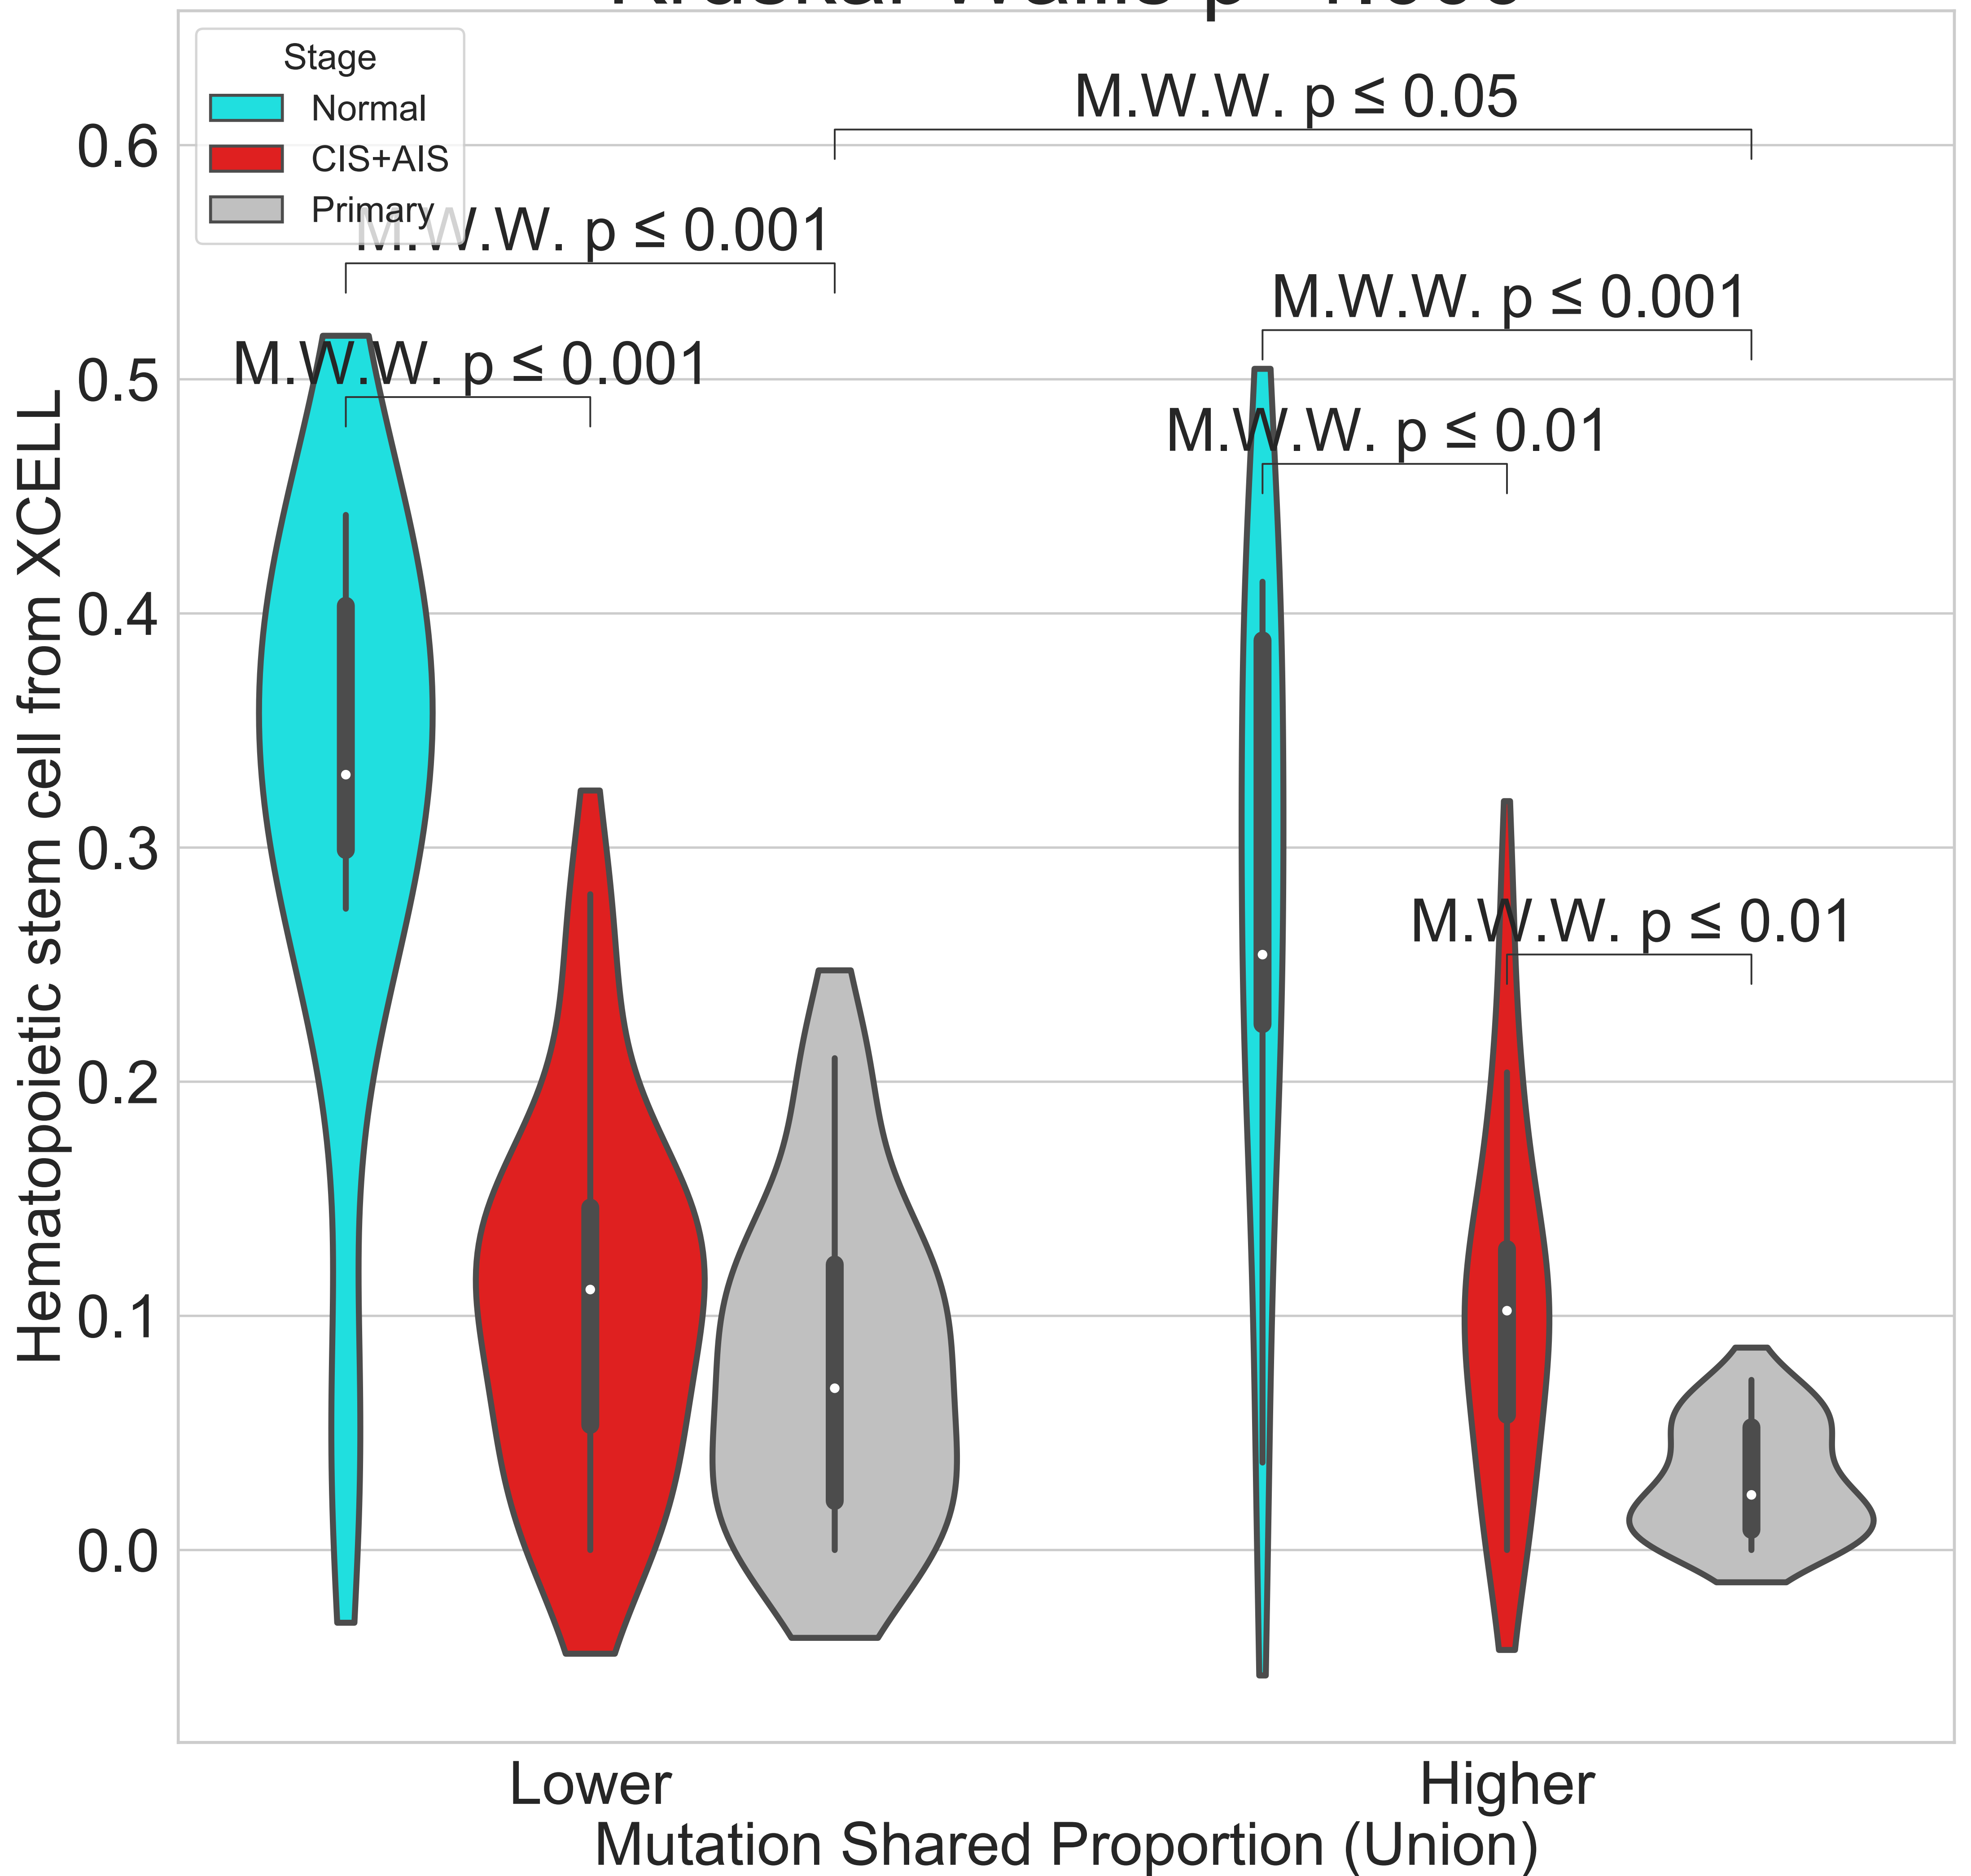 Stage
Normal
CIS+AIS
Primary
M.W.W. p ≤ 0.05
M.W.W. p ≤ 0.001
M.W.W. p ≤ 0.001
M.W.W. p ≤ 0.001
M.W.W. p ≤ 0.01
M.W.W. p ≤ 0.01
Hematopoietic stem cell from XCELL
0.6
0.5
0.4
0.3
0.2
0.1
0.0
Lower
Higher
Mutation Shared Proportion (Union)